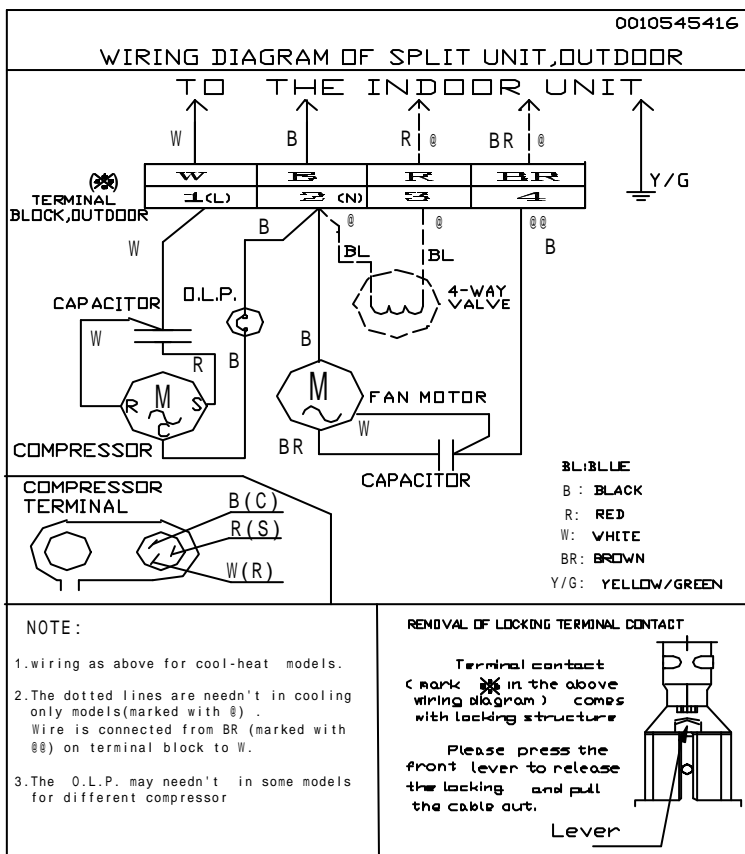 0010545416
WIRING DIAGRAM OF SPLIT UNIT,OUTDOOR
TO THE INDOOR UNIT
W B R @ BR @
Y/G
(※) W B R BR
TERMINAL BLOCK,OUTDOOR
1(L) 2 (N) 3 4
@ @ @@
W B BL BL B
O.L.P.
4-WAY
VALVE
CAPACITOR
W R B B
M
R S
C
M
FAN MOTOR
W
COMPRESSOR
BR
CAPACITOR
COMPRESSOR
TERMINAL
B(C)
R(S)
W(R)
BL:BLUE
B : BLACK
R: RED
W: WHITE
BR: BROWN
Y/G: YELLOW/GREEN
NOTE:
1.wiring as above for cool-heat models.
2.The dotted lines are needn't in cooling
only models(marked with @) .
Wire is connected from BR (marked with
@@) on terminal block to W.
3.The O.L.P. may needn't in some models
for different compressor
REMOVAL OF LOCKING TERMINAL CONTACT
Terminal contact
( mark ※ in the above
wiring diagram ) comes
with locking structure
Please press the
front lever to release
the locking and pull
the cable out.
Lever